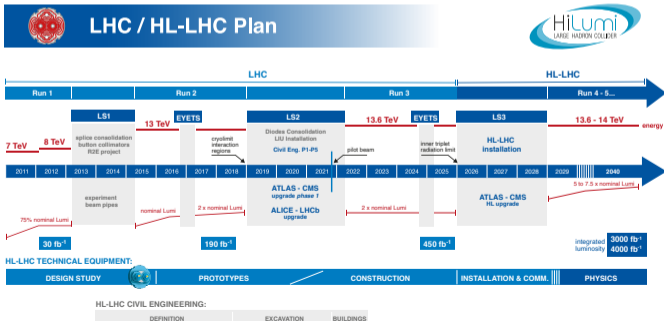 LHC / HL-LHC Plan
HiLumi
LARGE HADRON COLLIDER
LHC
HL-LHC
Run 1
Run 2
Run 3
Run 4 - 5...
LS1
EYETS
LS2
EYETS
LS3
13 TeV
13.6 TeV
13.6 - 14 TeV
energy
7 TeV
8 TeV
splice consolidation
button collimators
R2E project
cryolimit
interaction
regions
Diodes Consolidation
LIU Installation
Civil Eng. P1-P5
pilot beam
inner triplet
radiation limit
HL-LHC
installation
2011 2012 2013 2014 2015 2016 2017 2018 2019 2020 2021 2022 2023 2024 2025 2026 2027 2028 2029 2040
5 to 7.5 x nominal Lumi
experiment
beam pipes
ATLAS - CMS
upgrade phase 1
ALICE - LHCb
upgrade
ATLAS - CMS
HL upgrade
75% nominal Lumi
nominal Lumi
2 x nominal Lumi
2 x nominal Lumi
30 fb-1
190 fb-1
450 fb-1
integrated
luminosity
3000 fb-1
4000 fb-1
HL-LHC TECHNICAL EQUIPMENT:
DESIGN STUDY
PROTOTYPES
CONSTRUCTION
INSTALLATION & COMM.
PHYSICS
HL-LHC CIVIL ENGINEERING:
DEFINITION
EXCAVATION
BUILDINGS